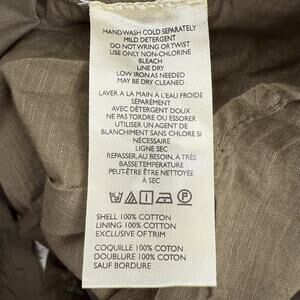 HAND WASH COLD SEPARATELY
MILD DETERGENT
DO NOT WRING OR TWIST
USE ONLY NON-CHLORINE
BLEACH
LINE DRY
LOW IRON AS NEEDED
MAY BE DRY CLEANED
LAVER A LA MAIN À L'EAU FROIDE
SÉPARÉMENT
AVEC DÉTERGENT DOUX
NE PAS TORDRE OU ESSORER
UTILISER UN AGENT DE
BLANCHIMENT SANS CHLORE SI
NÉCESSAIRE
LIGNE SEC
REPASSER, AU BESOIN, À TRÈS
BASSE TEMPERATURE
PEUT-ÊTRE ÊTRE NETTOYÉE
À SEC
P
SHELL 100% COTTON
LINING 100% COTTON
EXCLUSIVE OF TRIM
COQUILLE 100% COTON
DOUBLURE 100% COTON
SAUF BORDURE